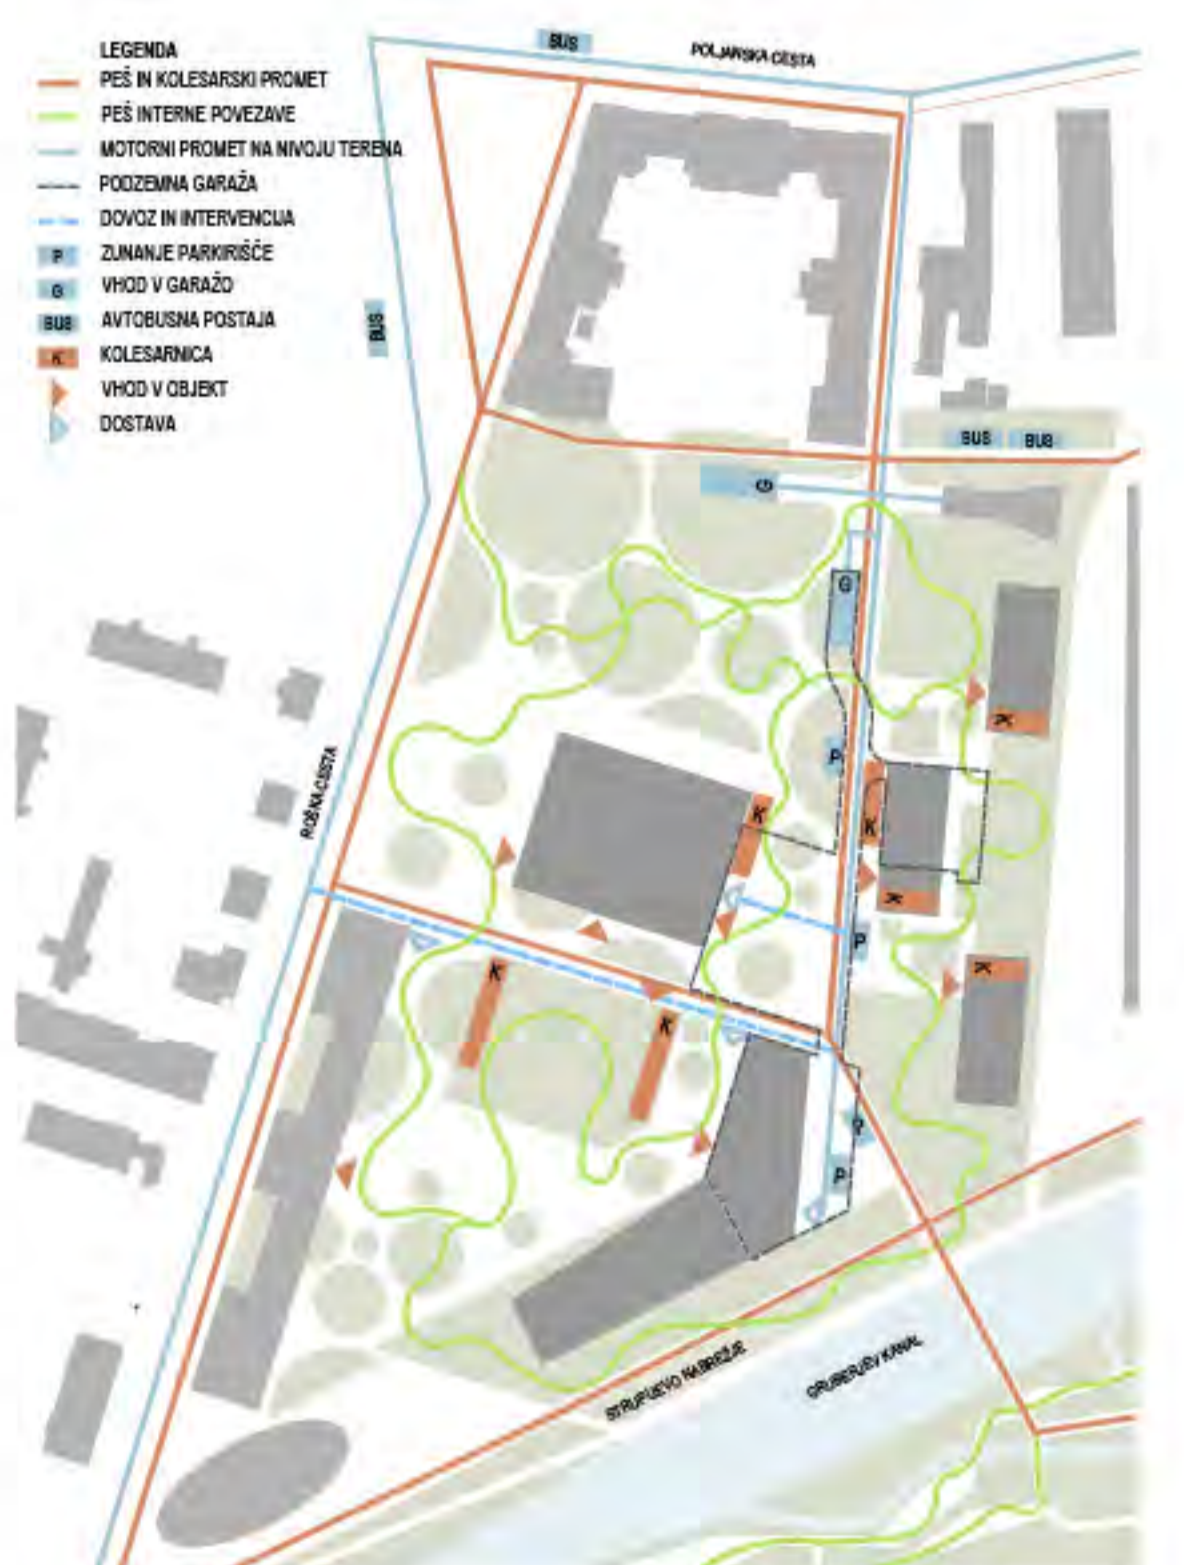 LEGENDA
PEŠ IN KOLESARSKI PROMET
PEŠ INTERNE POVEZAVE
MOTORNI PROMET NA NIVOJU TERENA
PODZEMNA GARAŽA
DOVOZ IN INTERVENCIJA
P ZUNANJE PARKIRIŠČE
G VHOD V GARAŽO
BUS AVTOBUSNA POSTAJA
K KOLESARNICA
VHOD V OBJEKT
DOSTAVA
BUS
POLJANSKA CESTA
BUS
BUS BUS
G
G
K
P
K
K
ROŠKA CESTA
K
P
K
K
K
P
STRUPIJEVO NABREŽJE
GRUBERJEV KANAL